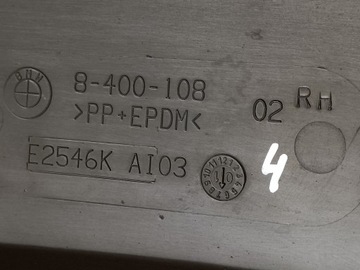 BMW
8-400-108
02 RH
>PP+EPDM<
E2546K AI03
4